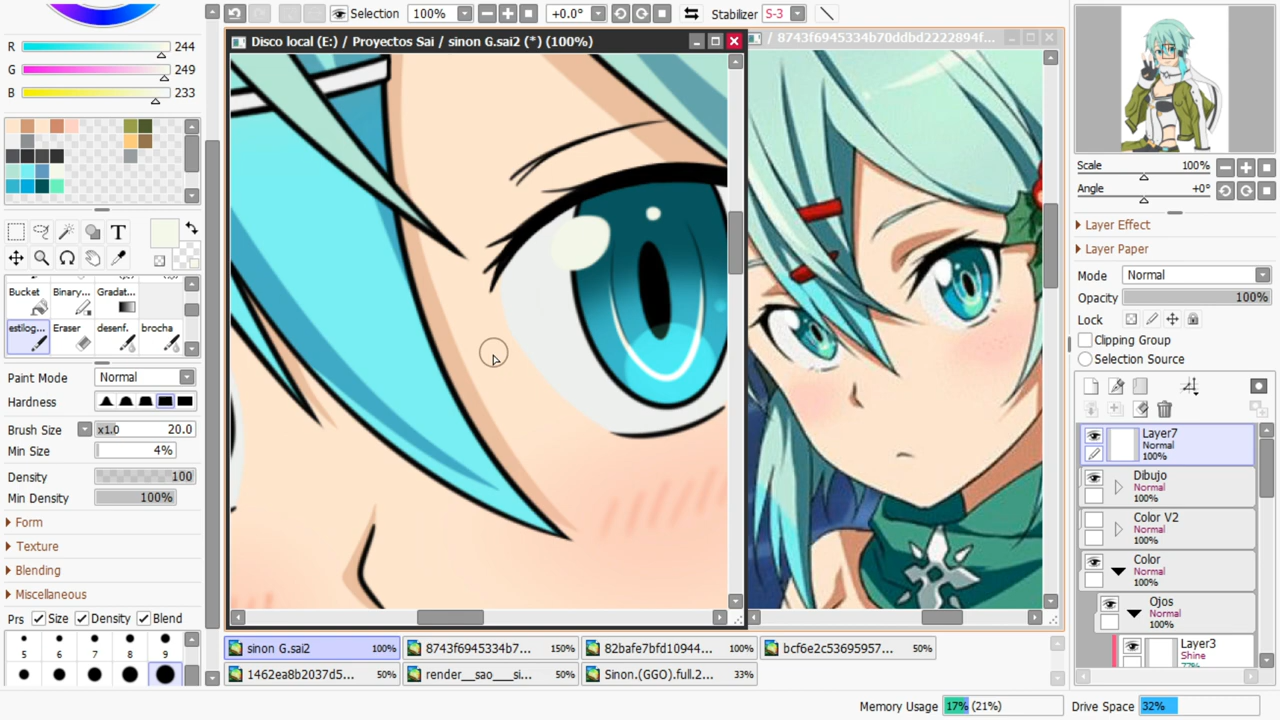 Selection 100% +0.0° Stabilizer S-3
R 244
G 249
B 233
Disco local (E:) / Proyectos Sai / sinon G.sai2 (*) (100%)
/ 8743f6945334b70ddbd2222894f...
T
Bucket Binary... Gradat...
estilog... Eraser desenf. brocha
Paint Mode Normal
Hardness
Brush Size x1.0 20.0
Min Size 4%
Density 100
Min Density 100%
Form
Texture
Blending
Miscellaneous
Prs Size Density Blend
5 6 7 8 9
Scale 100%
Angle +0°
Layer Effect
Layer Paper
Mode Normal
Opacity 100%
Lock
Clipping Group
Selection Source
Layer7
Normal
100%
Dibujo
Normal
100%
Color V2
Normal
100%
Color
Normal
100%
Ojos
Normal
100%
Layer3
Shine
77%
sinon G.sai2 100% 8743f6945334b7... 150% 82bafe7bfd10944... 100% bcf6e2c53695957... 50%
1462ea8b2037d5... 50% render__sao___si... 50% Sinon.(GGO).full.2... 33%
Memory Usage 17% (21%) Drive Space 32%